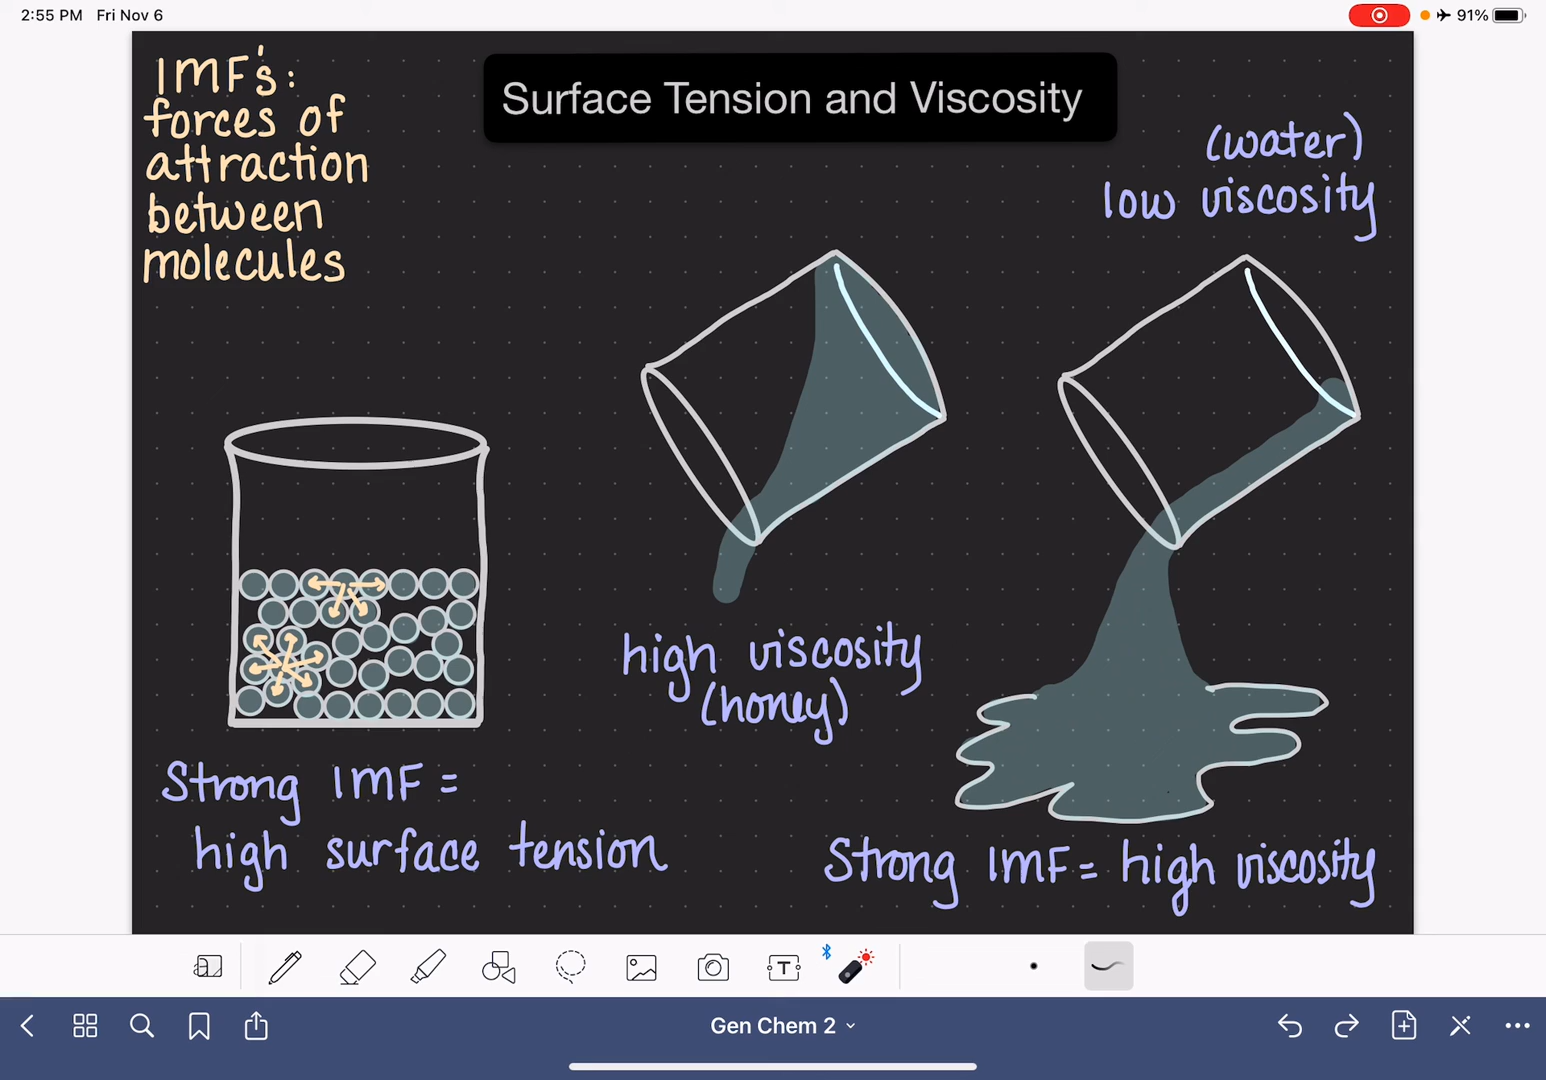 2:55 PM Fri Nov 6
91%
IMF's:
forces of
attraction
between
molecules
Surface Tension and Viscosity
(water)
low viscosity
high viscosity
(honey)
Strong IMF =
high surface tension
Strong IMF = high viscosity
T
Gen Chem 2